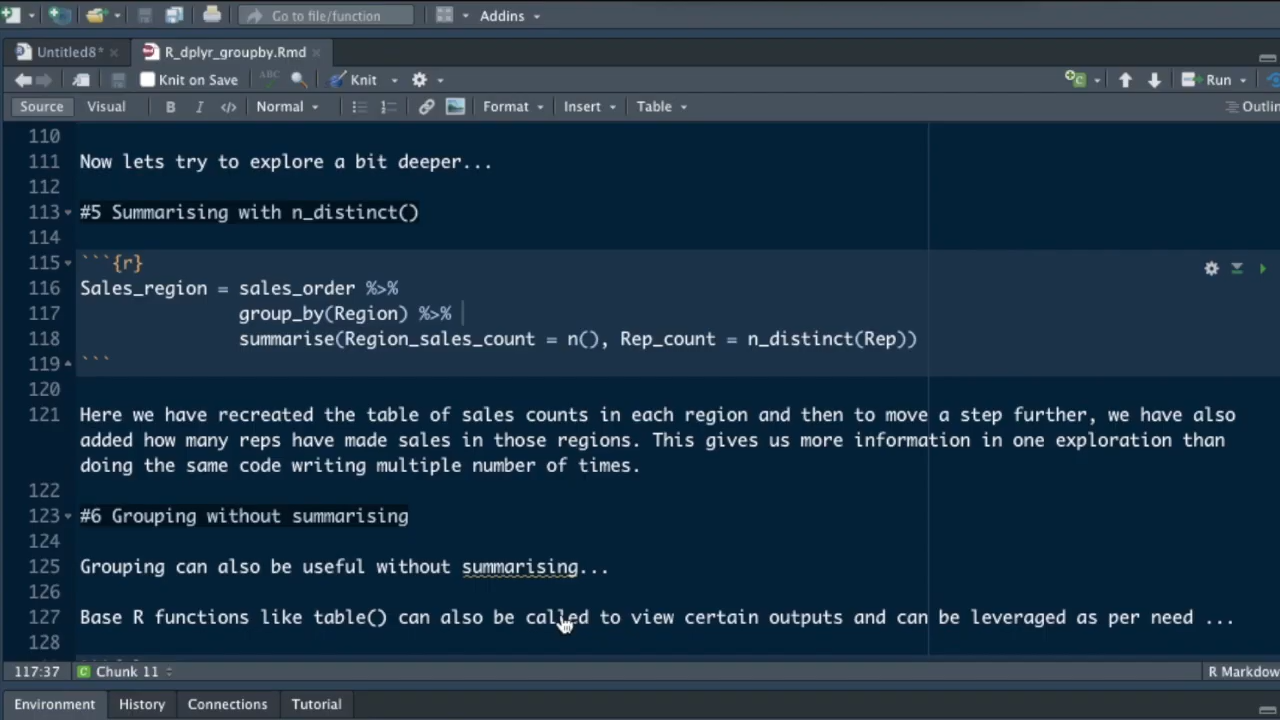 Go to file/function
Addins
Untitled8*
R_dplyr_groupby.Rmd
Knit on Save
ABC
Knit
Run
Source
Visual
B
I
</>
Normal
Format
Insert
Table
Outlin
110
111 Now lets try to explore a bit deeper...
112
113 #5 Summarising with n_distinct()
114
115 ```{r}
116 Sales_region = sales_order %>%
117 group_by(Region) %>%
118 summarise(Region_sales_count = n(), Rep_count = n_distinct(Rep))
119 ```
120
121 Here we have recreated the table of sales counts in each region and then to move a step further, we have also
added how many reps have made sales in those regions. This gives us more information in one exploration than
doing the same code writing multiple number of times.
122
123 #6 Grouping without summarising
124
125 Grouping can also be useful without summarising...
126
127 Base R functions like table() can also be called to view certain outputs and can be leveraged as per need ...
128
117:37
C Chunk 11
R Markdow
Environment
History
Connections
Tutorial